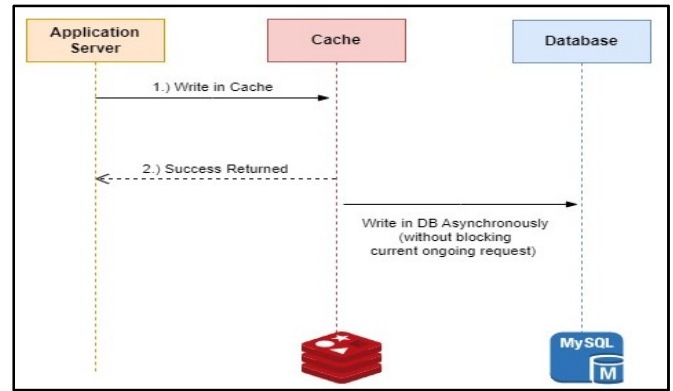 Application
Server
Cache
Database
1.) Write in Cache
2.) Success Returned
Write in DB Asynchronously
(without blocking
current ongoing request)
MySQL
M